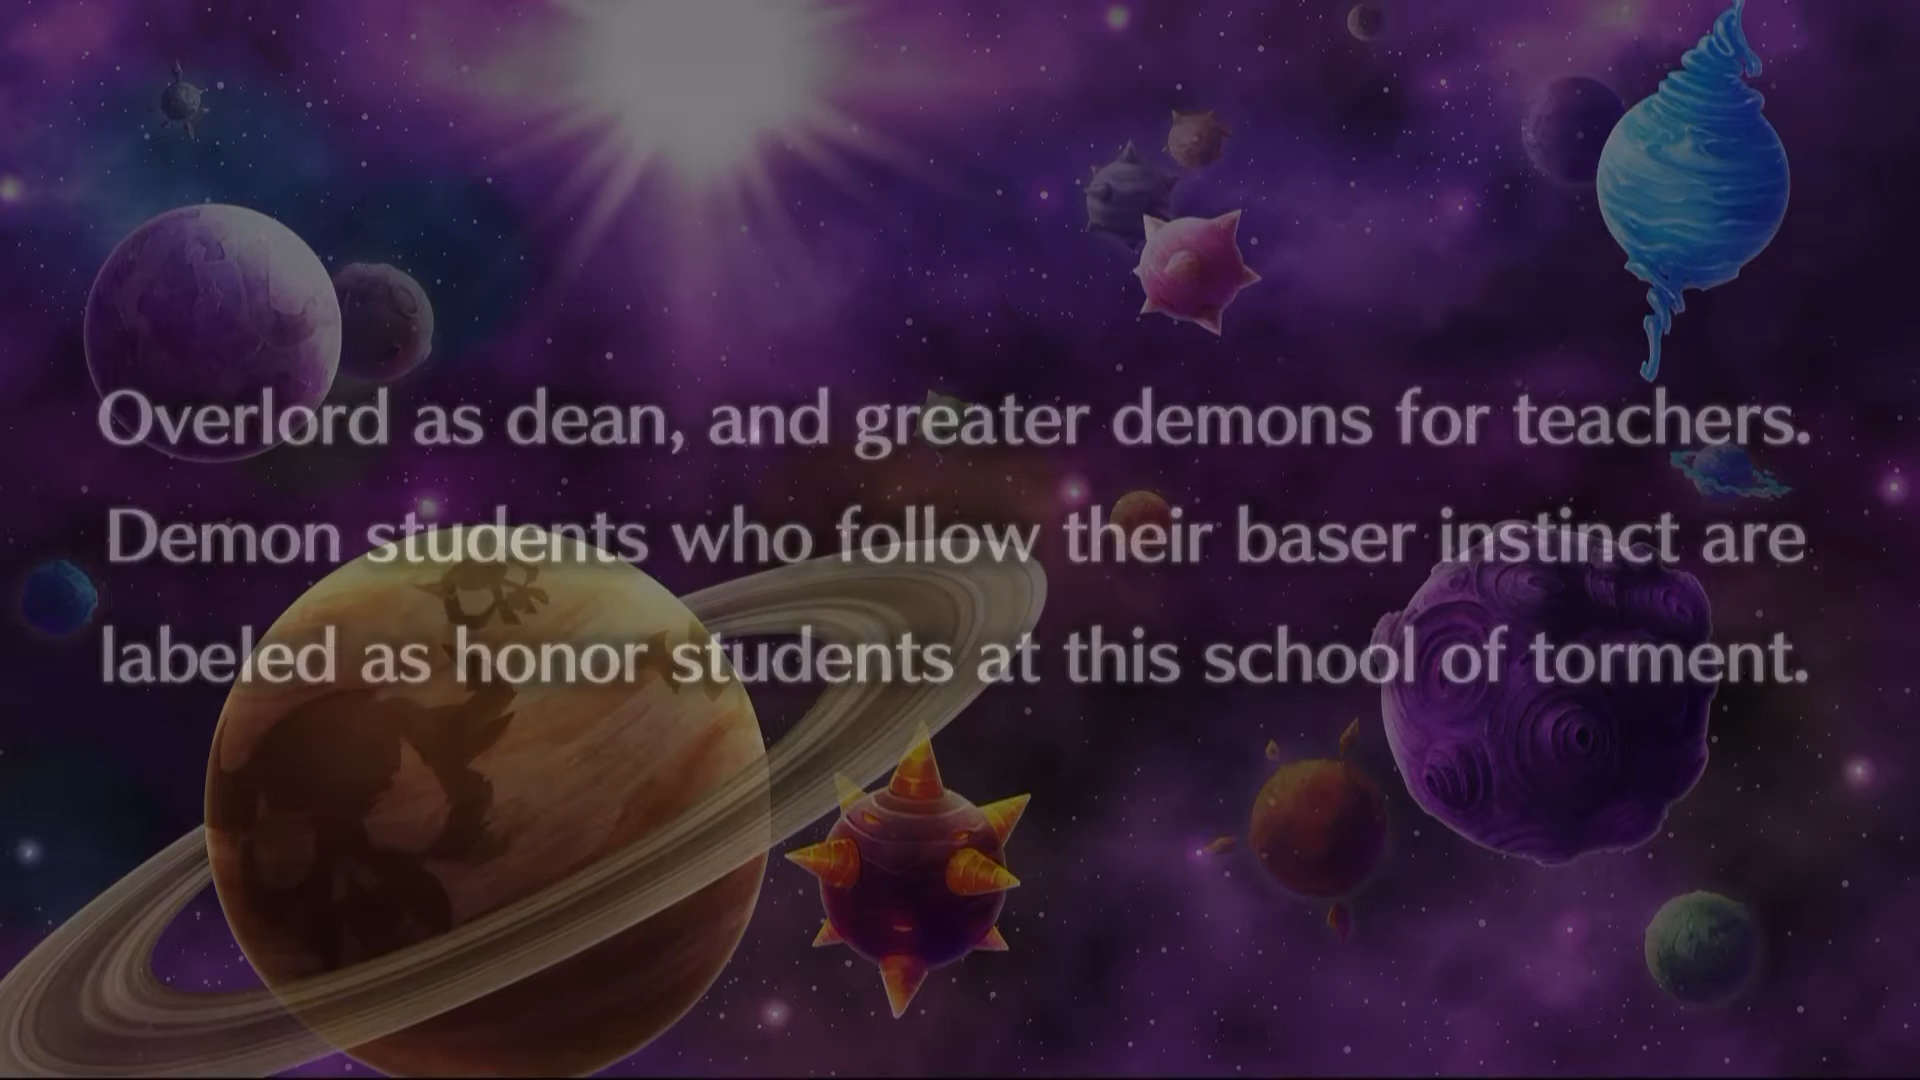 Overlord as dean, and greater demons for teachers.
Demon students who follow their baser instinct are
labeled as honor students at this school of torment.